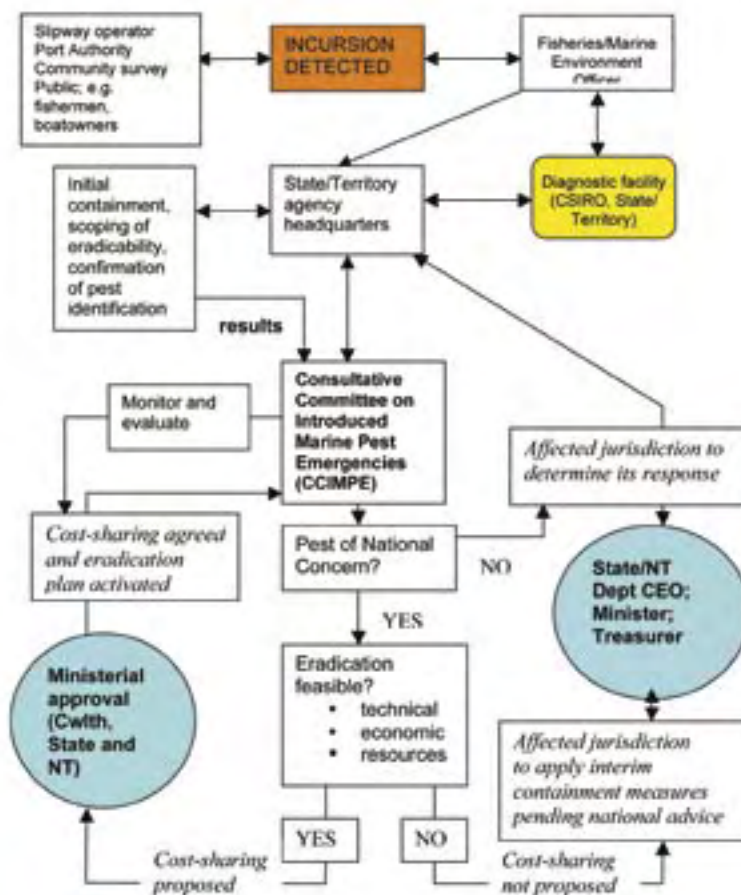 Slipway operator
Port Authority
Community survey
Public; e.g.
fishermen,
boatowners
INCURSION
DETECTED
Fisheries/Marine
Environment
Officer
Initial
containment,
scoping of
eradicability,
confirmation
of pest
identification
State/Territory
agency
headquarters
Diagnostic facility
(CSIRO, State/
Territory)
results
Monitor and
evaluate
Consultative
Committee on
Introduced
Marine Pest
Emergencies
(CCIMPE)
Affected jurisdiction to
determine its response
Cost-sharing agreed
and eradication
plan activated
Pest of National
Concern?
NO
YES
State/NT
Dept CEO;
Minister;
Treasurer
Ministerial
approval
(Cwlth,
State and
NT)
Eradication
feasible?
• technical
• economic
• resources
Affected jurisdiction
to apply interim
containment measures
pending national advice
YES
NO
Cost-sharing
proposed
Cost-sharing
not proposed